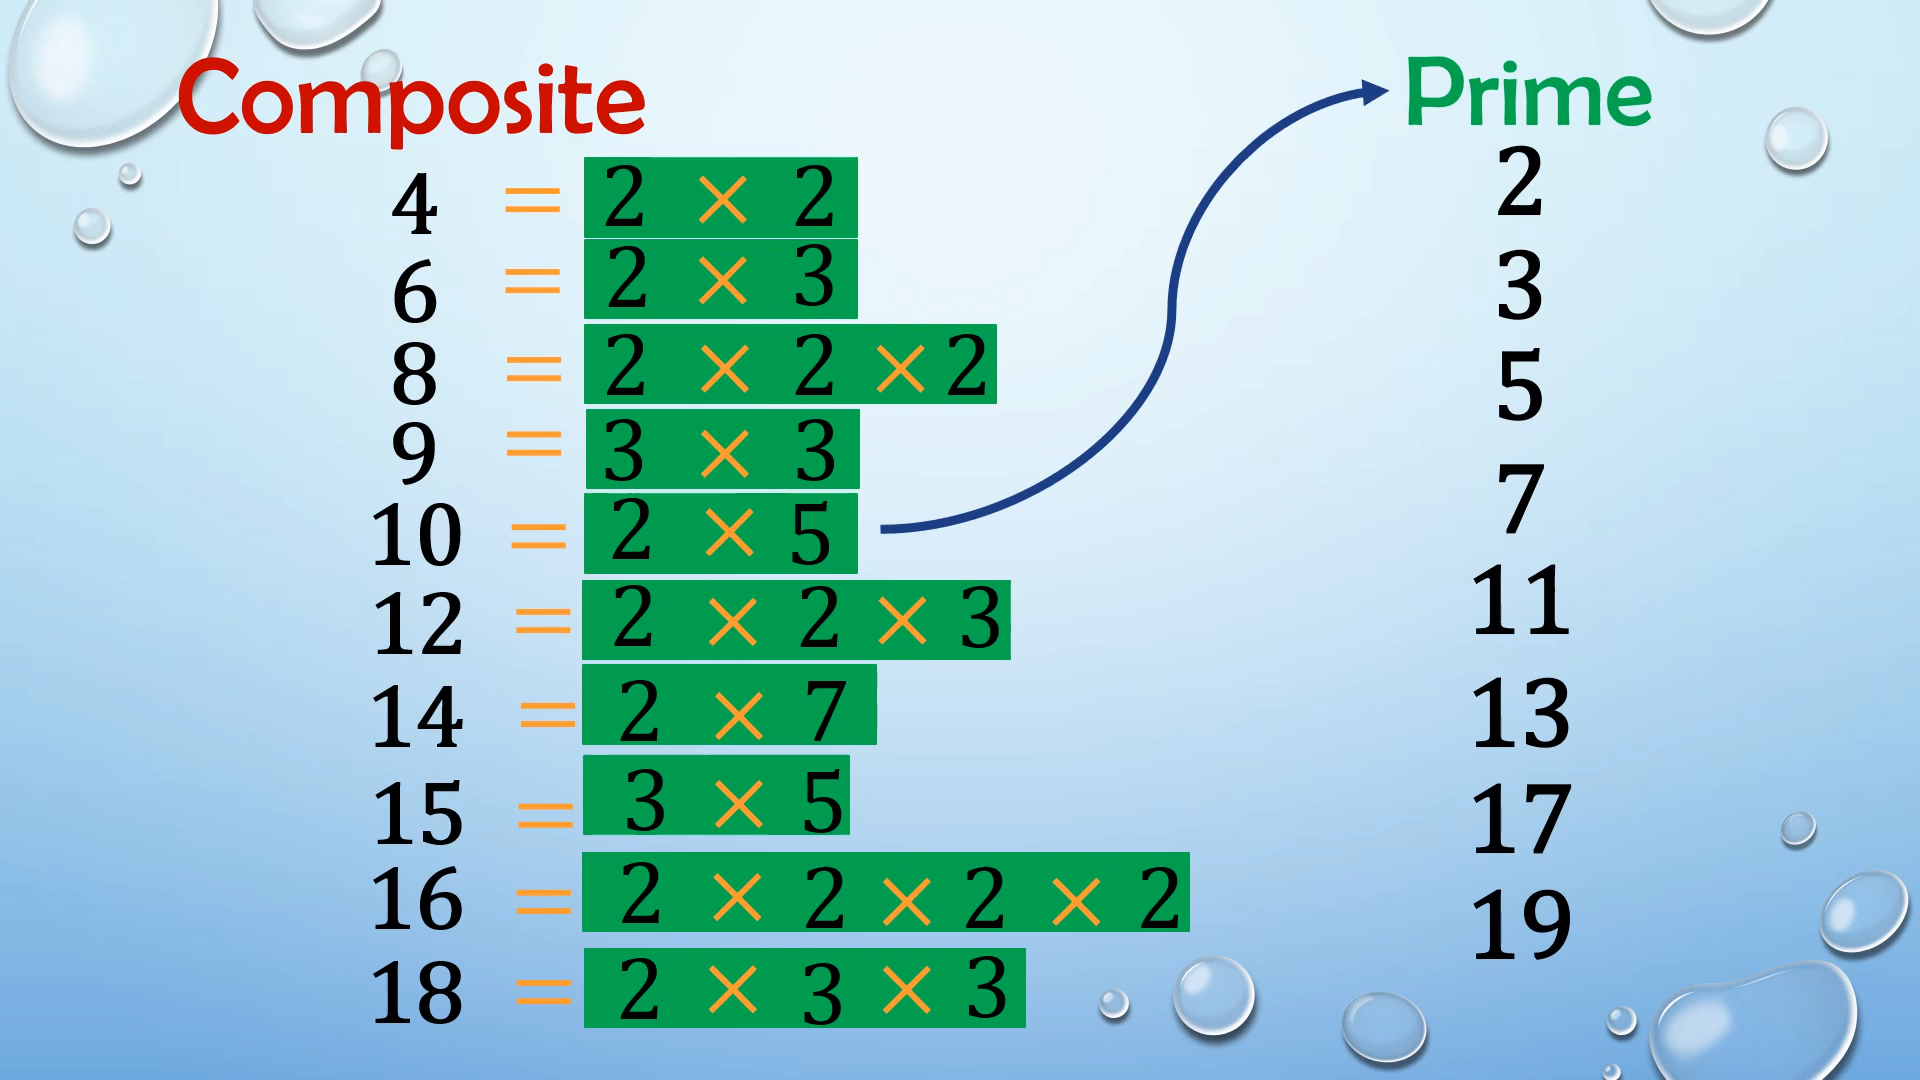 Composite
4 = 2 × 2
6 = 2 × 3
8 = 2 × 2 × 2
9 = 3 × 3
10 = 2 × 5
12 = 2 × 2 × 3
14 = 2 × 7
15 = 3 × 5
16 = 2 × 2 × 2 × 2
18 = 2 × 3 × 3
Prime
2
3
5
7
11
13
17
19